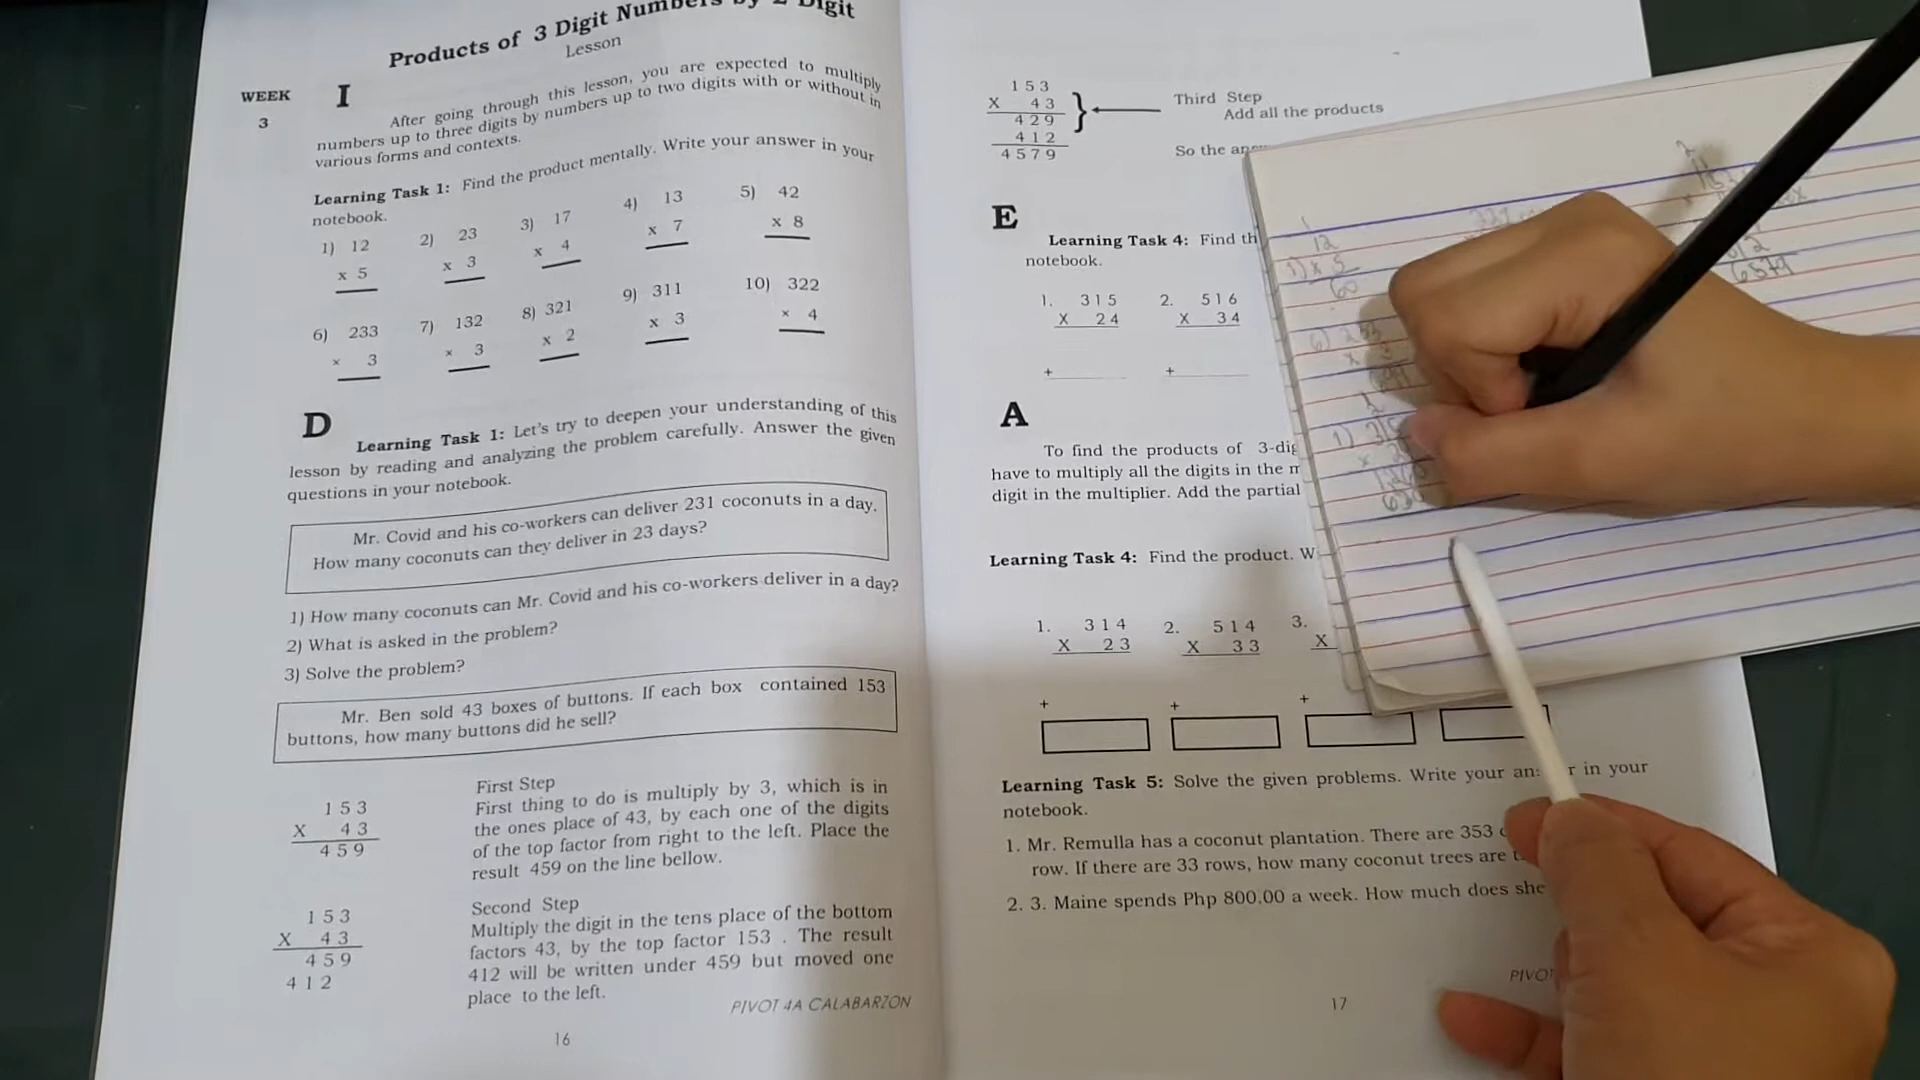 Products of 3 Digit Numbers by 2 Digit
Lesson
WEEK
3
I
After going through this lesson, you are expected to multiply
numbers up to three digits by numbers up to two digits with or without in
various forms and contexts.
Learning Task 1: Find the product mentally. Write your answer in your
notebook.
1) 12 2) 23 3) 17 4) 13 5) 42
x 5 x 3 x 4 x 7 x 8
6) 233 7) 132 8) 321 9) 311 10) 322
x 3 x 3 x 2 x 3 x 4
D
Learning Task 1: Let's try to deepen your understanding of this
lesson by reading and analyzing the problem carefully. Answer the given
questions in your notebook.
Mr. Covid and his co-workers can deliver 231 coconuts in a day.
How many coconuts can they deliver in 23 days?
1) How many coconuts can Mr. Covid and his co-workers deliver in a day?
2) What is asked in the problem?
3) Solve the problem?
Mr. Ben sold 43 boxes of buttons. If each box contained 153
buttons, how many buttons did he sell?
153
X 43
459
First Step
First thing to do is multiply by 3, which is in
the ones place of 43, by each one of the digits
of the top factor from right to the left. Place the
result 459 on the line bellow.
153
X 43
459
412
Second Step
Multiply the digit in the tens place of the bottom
factors 43, by the top factor 153 . The result
412 will be written under 459 but moved one
place to the left.
PIVOT 4A CALABARZON
16
153
X 43
429
412
4579
Third Step
Add all the products
So the
E
Learning Task 4: Find
notebook.
1. 315 2. 516
X 24 X 34
+ +
A
To find the products of
have to multiply all the digits in the
digit in the multiplier. Add the partial
Learning Task 4: Find the product.
1. 314 2. 514 3.
X 23 X 33 X
+ + +
Learning Task 5: Solve the given problems. Write your in your
notebook.
1. Mr. Remulla has a coconut plantation. There are 353
row. If there are 33 rows, how many coconut trees are
2. 3. Maine spends Php 800.00 a week. How much does she
17
1
12
1) x 5
60
6) 233
x 3
1)
6579